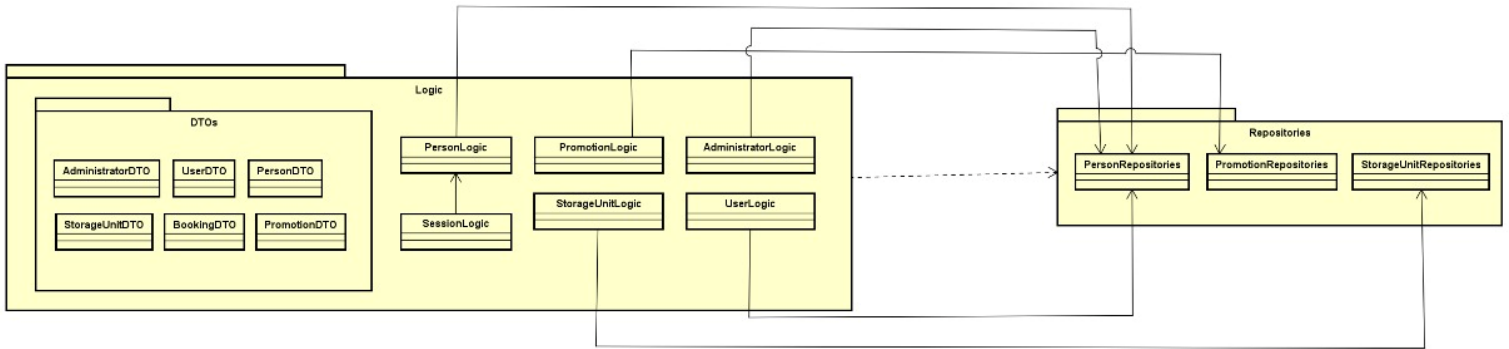 Logic
DTOs
AdministratorDTO
UserDTO
PersonDTO
StorageUnitDTO
BookingDTO
PromotionDTO
PersonLogic
PromotionLogic
AdministratorLogic
SessionLogic
StorageUnitLogic
UserLogic
Repositories
PersonRepositories
PromotionRepositories
StorageUnitRepositories